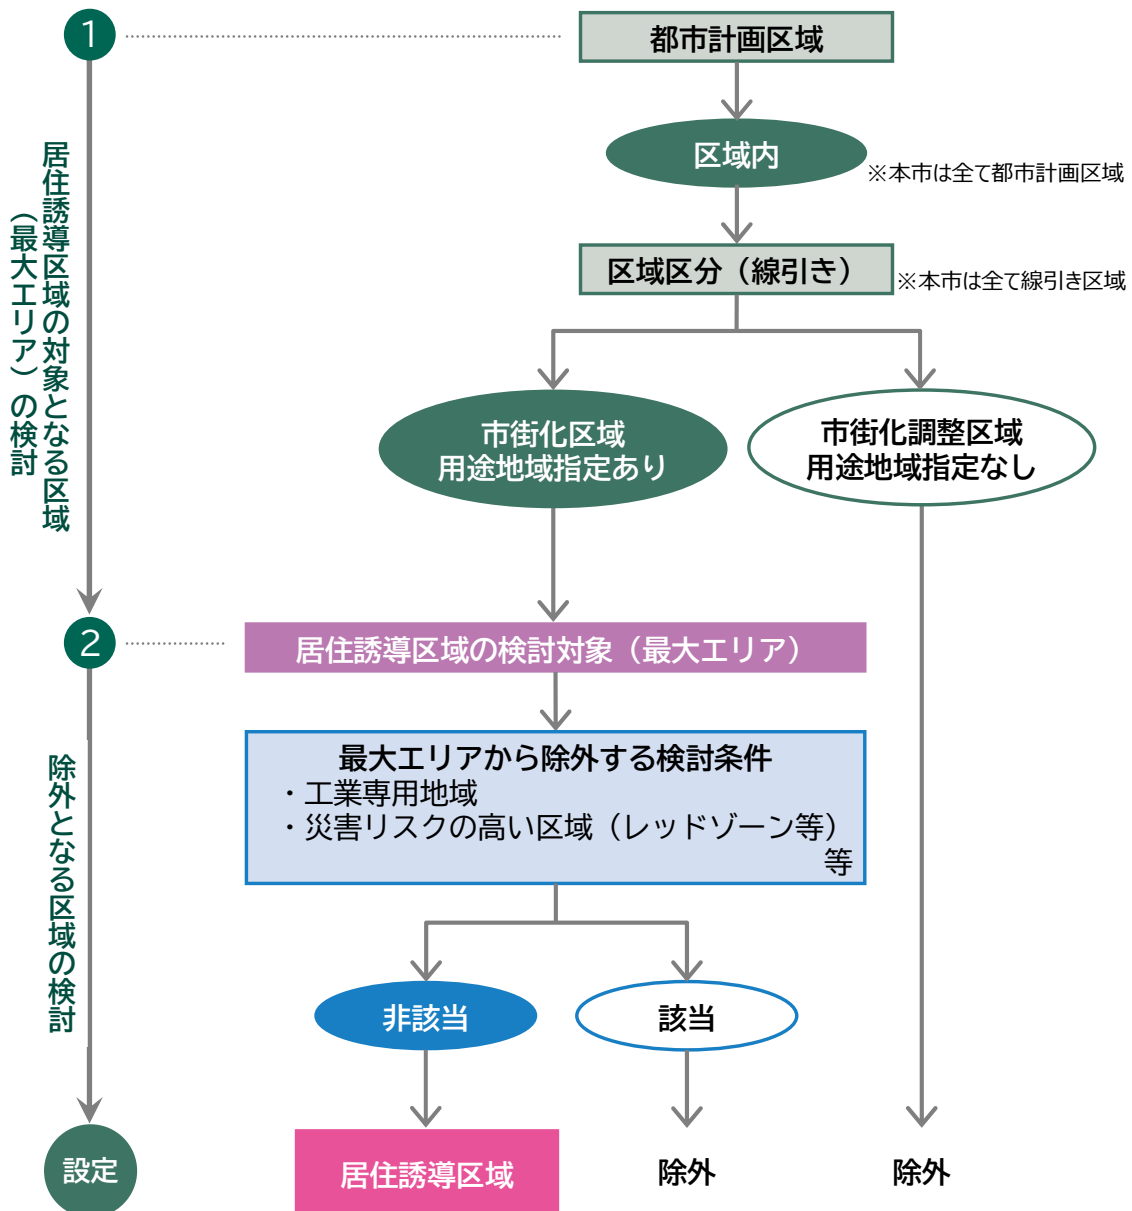 1
都市計画区域
区域内
※本市は全て都市計画区域
区域区分（線引き）
※本市は全て線引き区域
居住誘導区域の対象となる区域
（最大エリア）の検討
市街化区域
用途地域指定あり
市街化調整区域
用途地域指定なし
2
居住誘導区域の検討対象（最大エリア）
最大エリアから除外する検討条件
・工業専用地域
・災害リスクの高い区域（レッドゾーン等）
等
除外となる区域の検討
非該当
該当
設定
居住誘導区域
除外
除外